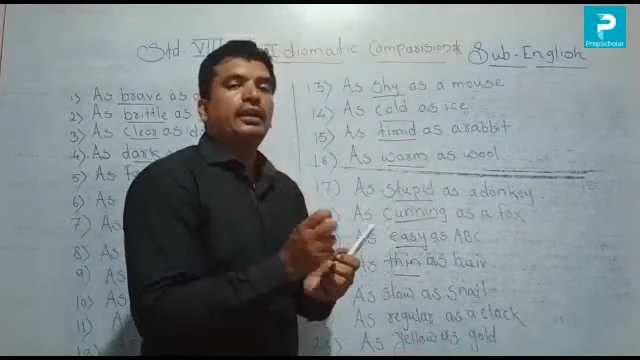 PrepScholar
Std- VIII Idiomatic Comparision* Sub-English
1) As brave as a
2) As brittle as
3) As clear as d
4) As dark as
5) As
6) As
7) As
8) As
9) As
10) As
11)
13) As shy as a mouse
14) As cold as ice
15) As timid as a rabbit
16) As warm as wool
17) As stupid as a donkey
As cunning as a fox
As easy as ABC
As thin as hair
As slow as snail
As regular as a clock
As yellow as gold